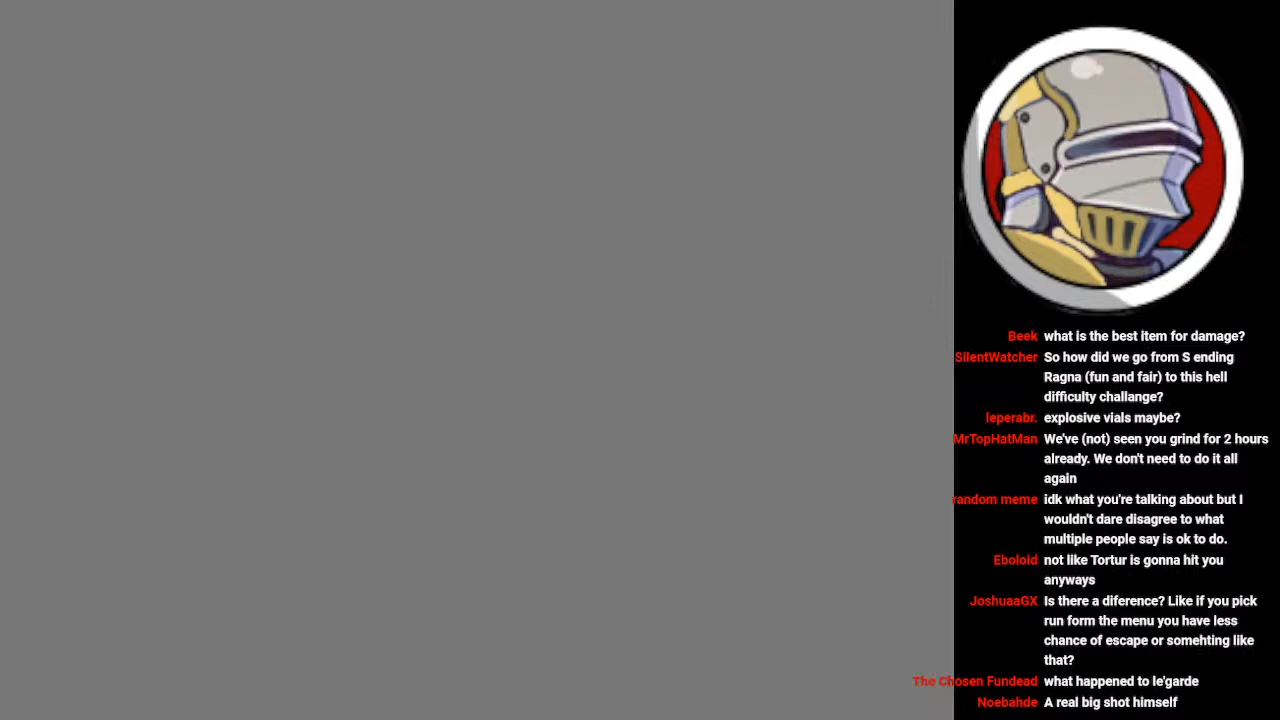 Beek what is the best item for damage?
SilentWatcher So how did we go from S ending
Ragna (fun and fair) to this hell
difficulty challange?
leperabr. explosive vials maybe?
MrTopHatMan We've (not) seen you grind for 2 hours
already. We don't need to do it all
again
random meme idk what you're talking about but I
wouldn't dare disagree to what
multiple people say is ok to do.
Eboloid not like Tortur is gonna hit you
anyways
JoshuaaGX Is there a diference? Like if you pick
run form the menu you have less
chance of escape or somehting like
that?
The Chosen Fundead what happened to le'garde
Noebahde A real big shot himself